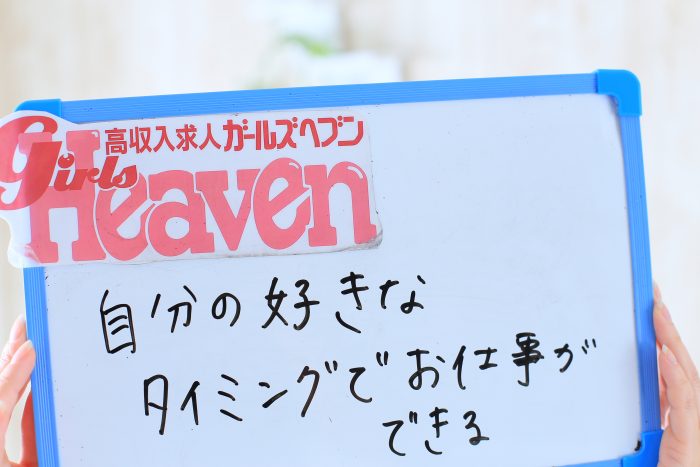 高収入求人ガールズヘブン
Girls
Heaven
自分の好きな
タイミングでお仕事が
できる